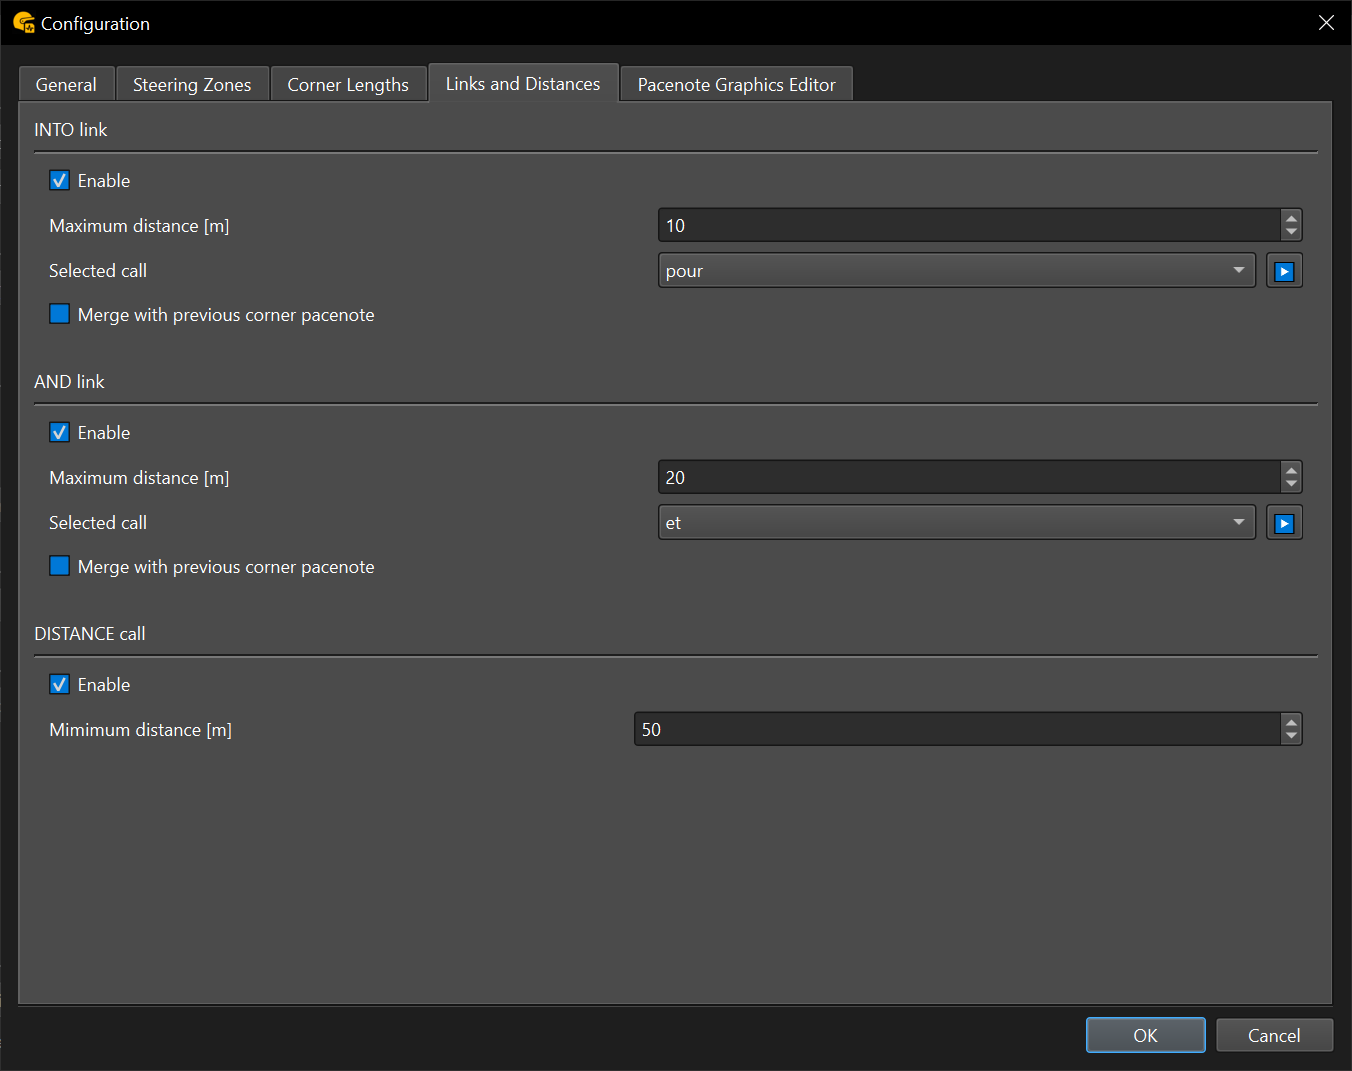 Configuration
General Steering Zones Corner Lengths Links and Distances Pacenote Graphics Editor
INTO link
Enable
Maximum distance [m] 10
Selected call pour
Merge with previous corner pacenote
AND link
Enable
Maximum distance [m] 20
Selected call et
Merge with previous corner pacenote
DISTANCE call
Enable
Mimimum distance [m] 50
OK Cancel